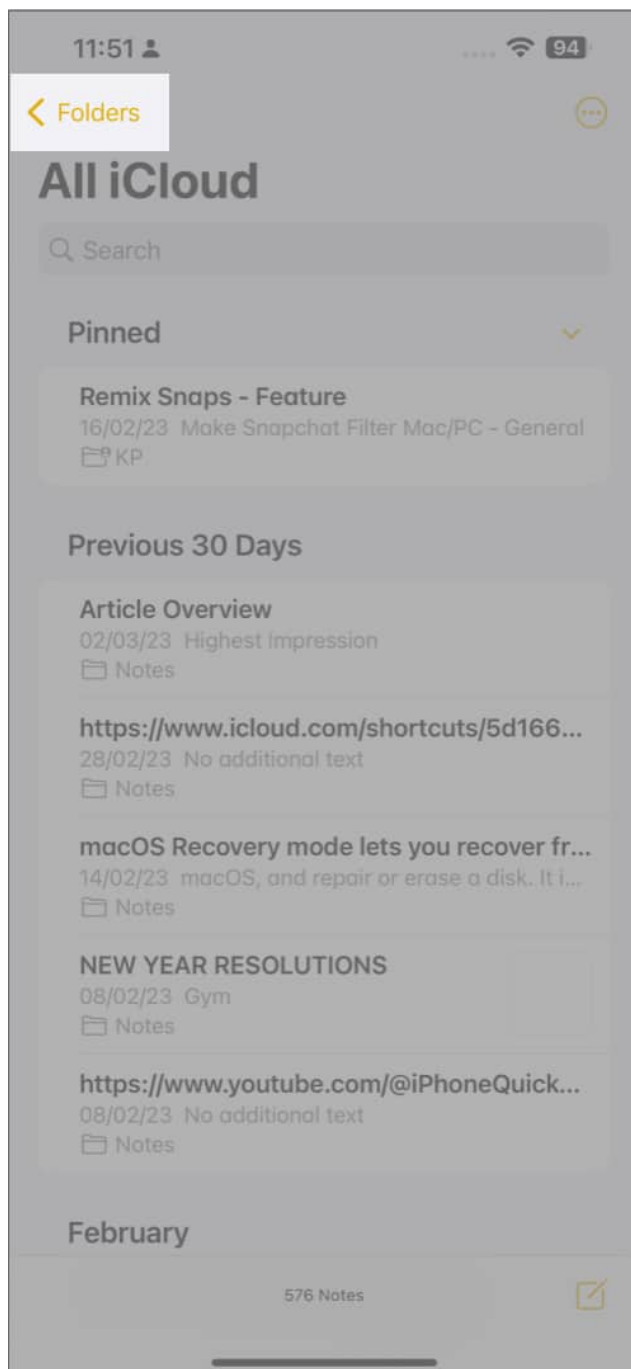 11:51
94
Folders
All iCloud
Search
Pinned
Remix Snaps - Feature
16/02/23 Make Snapchat Filter Mac/PC - General
KP
Previous 30 Days
Article Overview
02/03/23 Highest Impression
Notes
https://www.icloud.com/shortcuts/5d166...
28/02/23 No additional text
Notes
macOS Recovery mode lets you recover fr...
14/02/23 macOS, and repair or erase a disk. It i...
Notes
NEW YEAR RESOLUTIONS
08/02/23 Gym
Notes
https://www.youtube.com/@iPhoneQuick...
08/02/23 No additional text
Notes
February
576 Notes